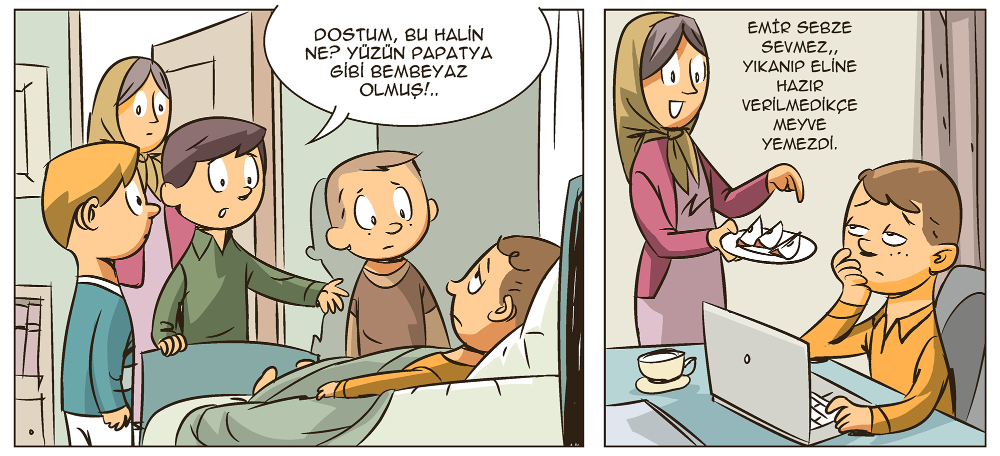 DOSTUM, BU HALİN
NE? YÜZÜN PAPATYA
GİBİ BEMBEYAZ
OLMUŞ!..
EMİR SEBZE
SEVMEZ,,
YIKANIP ELİNE
HAZIR
VERİLMEDİKÇE
MEYVE
YEMEZDİ.